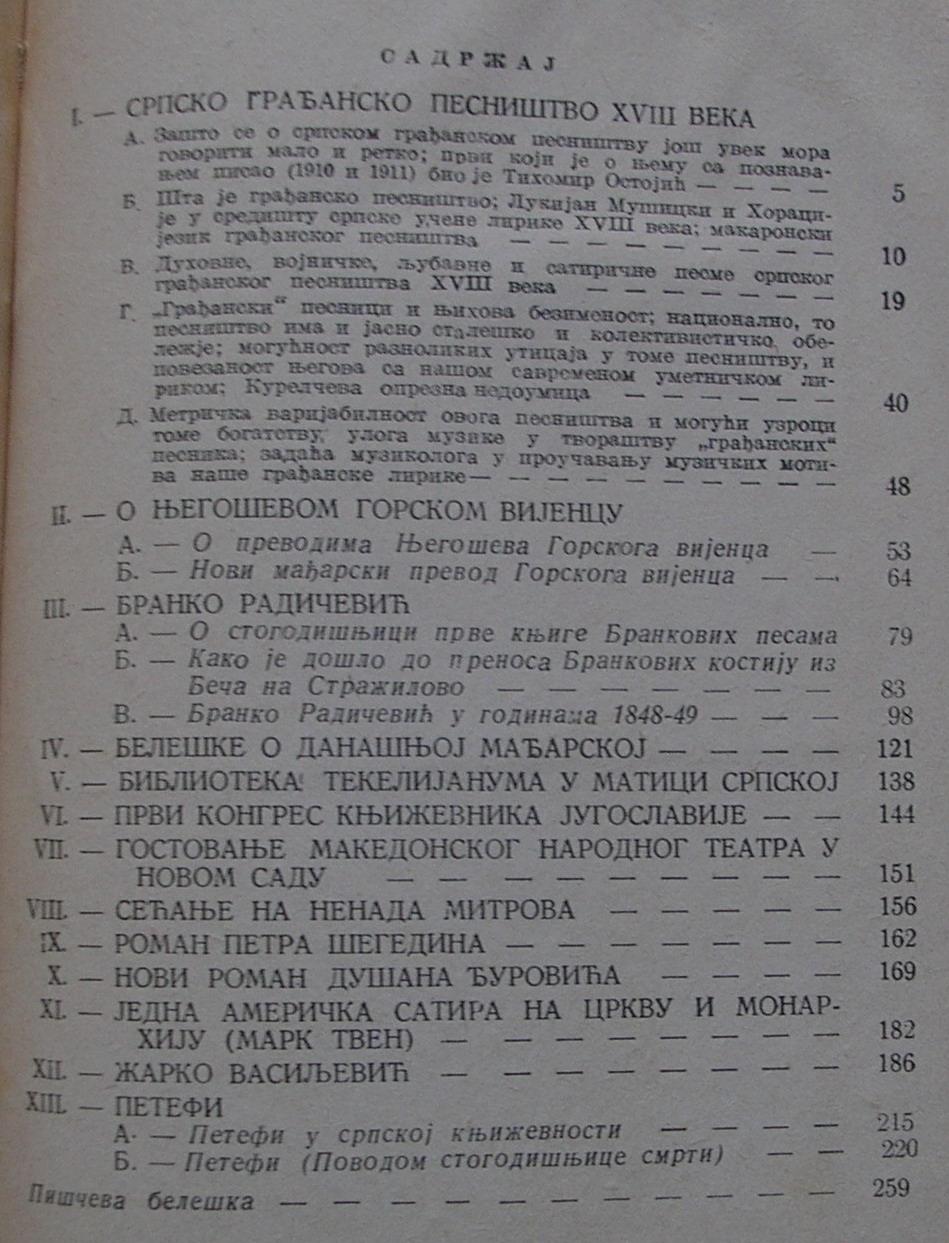 САДРЖАЈ
I. — СРПСКО ГРАЂАНСКО ПЕСНИШТВО XVIII ВЕКА
А. Зашто се о српском грађанском песништву још увек мора
говорити мало и ретко; први који је о њему са познава-
њем писао (1910 и 1911) био је Тихомир Остојић — — — — 5
Б. Шта је грађанско песништво; Лукијан Мушицки и Хораци-
је у средишту српске учене лирике XVIII века; макаронски
језик грађанског песништва — — — — — — — — 10
В. Духовне, војничке, љубавне и сатиричне песме српског
грађанског песништва XVIII века — — — — — — 19
Г. „Грађански“ песници и њихова безименост; национално, то
песништво има и јасно сталешко и колективистичко обе-
лежје; могућност разноликих утицаја у томе песништву, и
повезаност његова са нашом савременом уметничком ли-
риком; Курелчева опрезна недоумица — — — — — 40
Д. Метричка варијабилност овога песништва и могући узроци
томе богатству, улога музике у твораштву „грађанских“
песника; задаћа музиколога у проучавању музичких моти-
ва наше грађанске лирике — — — — — — — — — 48
II. — О ЊЕГОШЕВОМ ГОРСКОМ ВИЈЕНЦУ
А. — О преводима Његошева Горскога вијенца — 53
Б. — Нови мађарски превод Горскога вијенца — — 64
III. — БРАНКО РАДИЧЕВИЋ
А. — О стогодишњици прве књиге Бранкових песама 79
Б. — Како је дошло до преноса Бранкових костију из
Беча на Стражилово — — — — — — — 83
В. — Бранко Радичевић у годинама 1848-49 — — — 98
IV. — БЕЛЕШКЕ О ДАНАШЊОЈ МАЂАРСКОЈ — — — 121
V. — БИБЛИОТЕКА ТЕКЕЛИЈАНУМА У МАТИЦИ СРПСКОЈ 138
VI. — ПРВИ КОНГРЕС КЊИЖЕВНИКА ЈУГОСЛАВИЈЕ — — 144
VII. — ГОСТОВАЊЕ МАКЕДОНСКОГ НАРОДНОГ ТЕАТРА У
НОВОМ САДУ — — — — — — — — 151
VIII. — СЕЋАЊЕ НА НЕНАДА МИТРОВА — — — — — 156
IX. — РОМАН ПЕТРА ШЕГЕДИНА — — — — — — — 162
X. — НОВИ РОМАН ДУШАНА ЂУРОВИЋА — — — — 169
XI. — ЈЕДНА АМЕРИЧКА САТИРА НА ЦРКВУ И МОНАР-
ХИЈУ (МАРК ТВЕН) — — — — — — — — 182
XII. — ЖАРКО ВАСИЉЕВИЋ — — — — — — — — 186
XIII. — ПЕТЕФИ
А. — Петефи у српској књижевности — — — — 215
Б. — Петефи (Поводом стогодишњице смрти) — — 220
Пишчева белешка — — — — — — — — — — 259